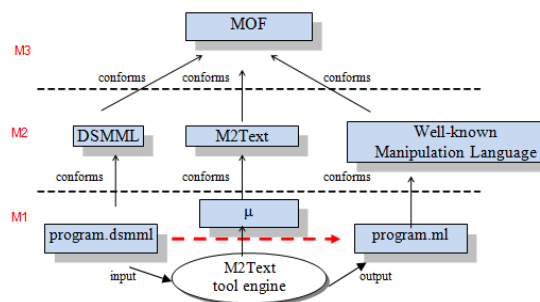 MOF
M3
conforms
conforms
conforms
M2
DSMML
M2Text
Well-known
Manipulation Language
conforms
conforms
conforms
M1
μ
program.dsmml
program.ml
M2Text
tool engine
input
output